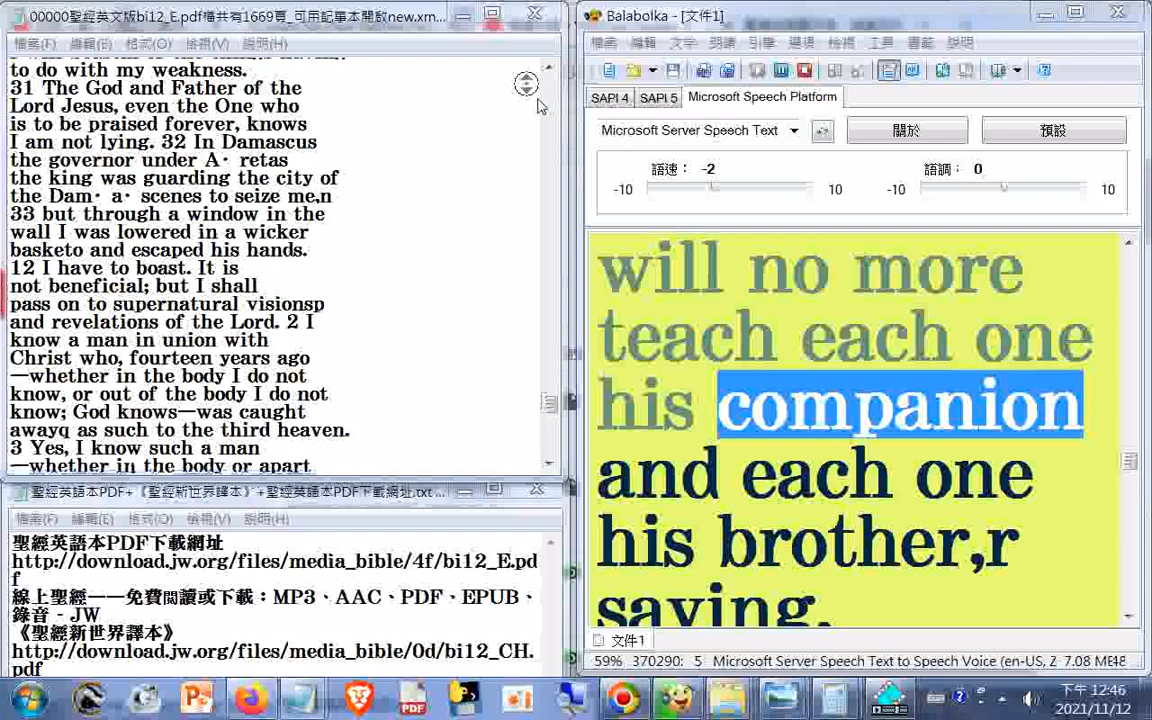 00000聖經英文版bi12_E.pdf檔共有1669頁_可用記事本開啟new.xm...
檔案(F) 編輯(E) 格式(O) 檢視(V) 說明(H)
to do with my weakness.
31 The God and Father of the
Lord Jesus, even the One who
is to be praised forever, knows
I am not lying. 32 In Damascus
the governor under A· retas
the king was guarding the city of
the Dam· a· scenes to seize me,n
33 but through a window in the
wall I was lowered in a wicker
basketo and escaped his hands.
12 I have to boast. It is
not beneficial; but I shall
pass on to supernatural visionsp
and revelations of the Lord. 2 I
know a man in union with
Christ who, fourteen years ago
—whether in the body I do not
know, or out of the body I do not
know; God knows—was caught
awayq as such to the third heaven.
3 Yes, I know such a man
—whether in the body or apart
聖經英語本PDF+《聖經新世界譯本》+聖經英語本PDF下載網址.txt ...
檔案(F) 編輯(E) 格式(O) 檢視(V) 說明(H)
聖經英語本PDF下載網址
http://download.jw.org/files/media_bible/4f/bi12_E.pd
f
線上聖經——免費閱讀或下載：MP3、AAC、PDF、EPUB、
錄音 - JW
《聖經新世界譯本》
http://download.jw.org/files/media_bible/0d/bi12_CH.
pdf
Balabolka - [文件1]
檔案 編輯 文字 朗讀 引擎 選項 檢視 工具 書籤 說明
SAPI 4 SAPI 5 Microsoft Speech Platform
Microsoft Server Speech Text 關於 預設
語速： -2 語調： 0
-10 10 -10 10
will no more
teach each one
his companion
and each one
his brother,r
saying,
文件1
59% 370290: 5 Microsoft Server Speech Text to Speech Voice (en-US, Z 7.08 MB
下午 12:46
2021/11/12